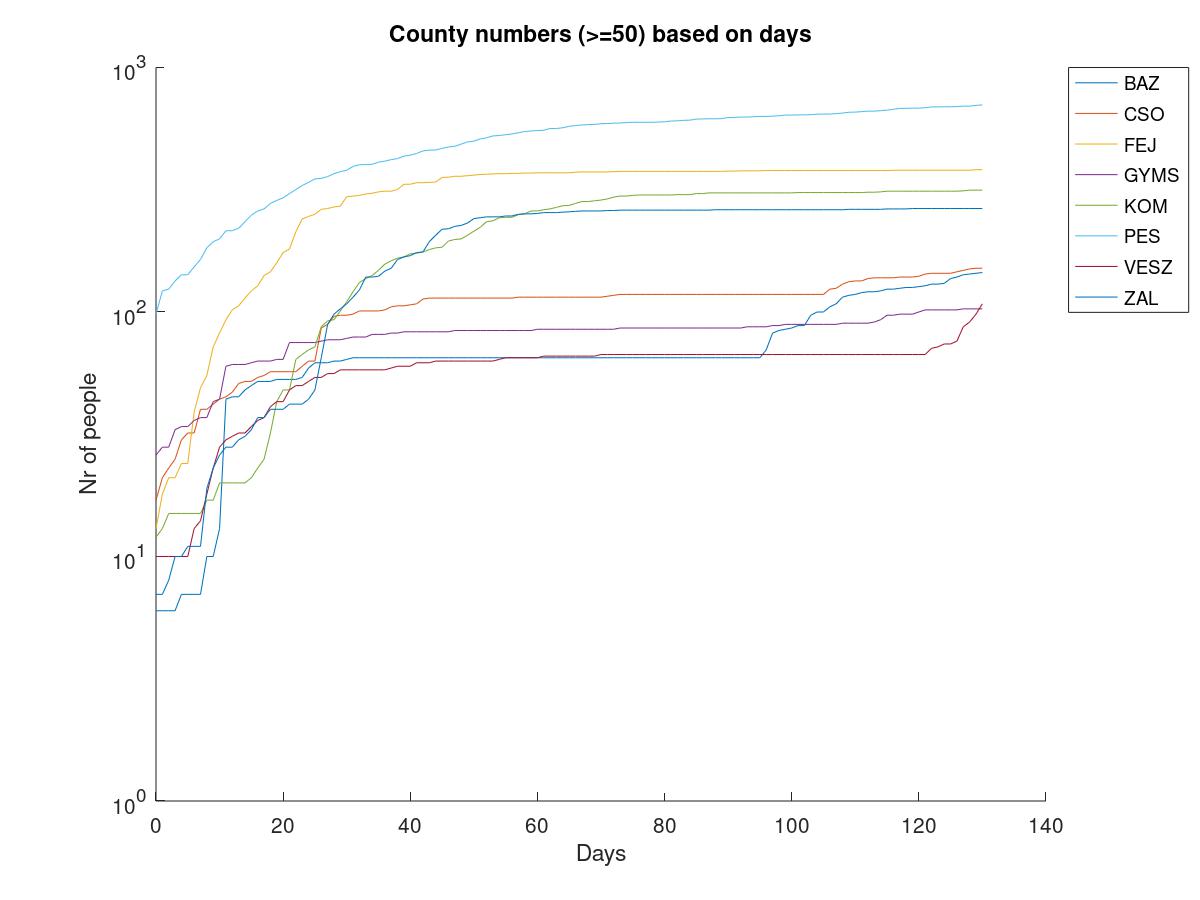 County numbers (>=50) based on days
10^3
10^2
10^1
10^0
Nr of people
0 20 40 60 80 100 120 140
Days
BAZ
CSO
FEJ
GYMS
KOM
PES
VESZ
ZAL